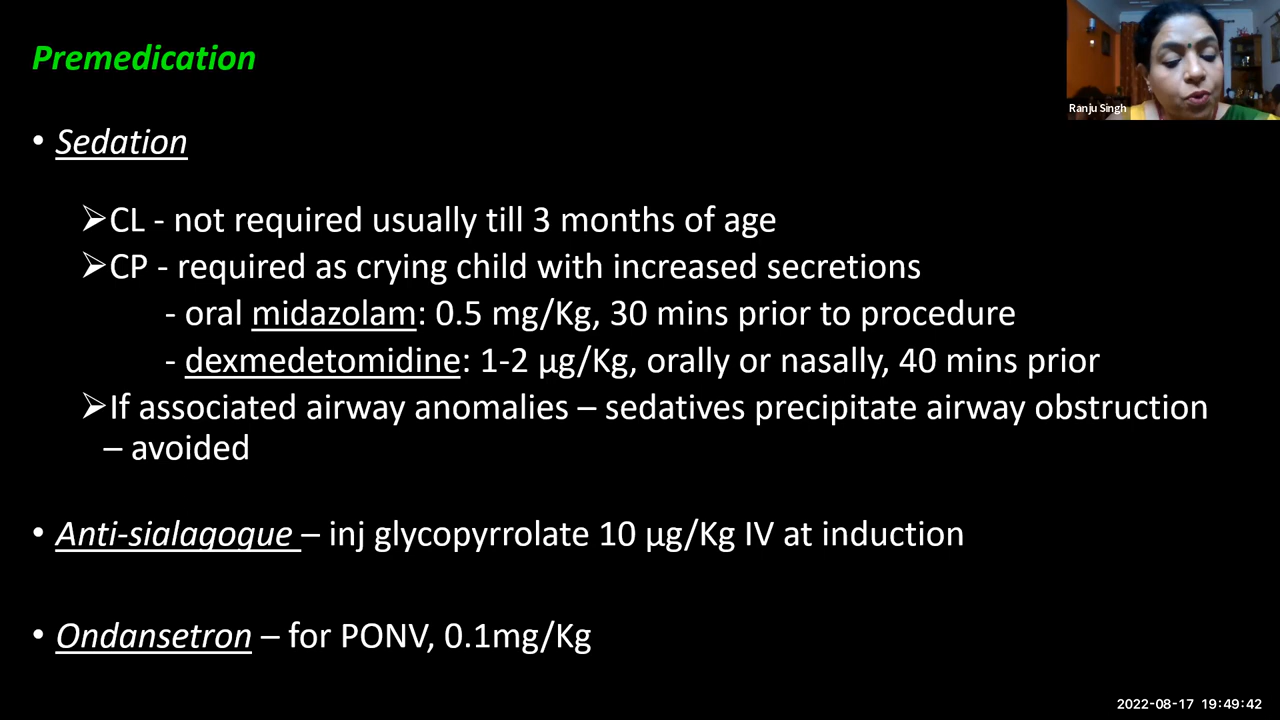 Premedication
Ranju Singh
• Sedation
➢CL - not required usually till 3 months of age
➢CP - required as crying child with increased secretions
- oral midazolam: 0.5 mg/Kg, 30 mins prior to procedure
- dexmedetomidine: 1-2 µg/Kg, orally or nasally, 40 mins prior
➢If associated airway anomalies – sedatives precipitate airway obstruction
– avoided
• Anti-sialagogue – inj glycopyrrolate 10 µg/Kg IV at induction
• Ondansetron – for PONV, 0.1mg/Kg
2022-08-17 19:49:42